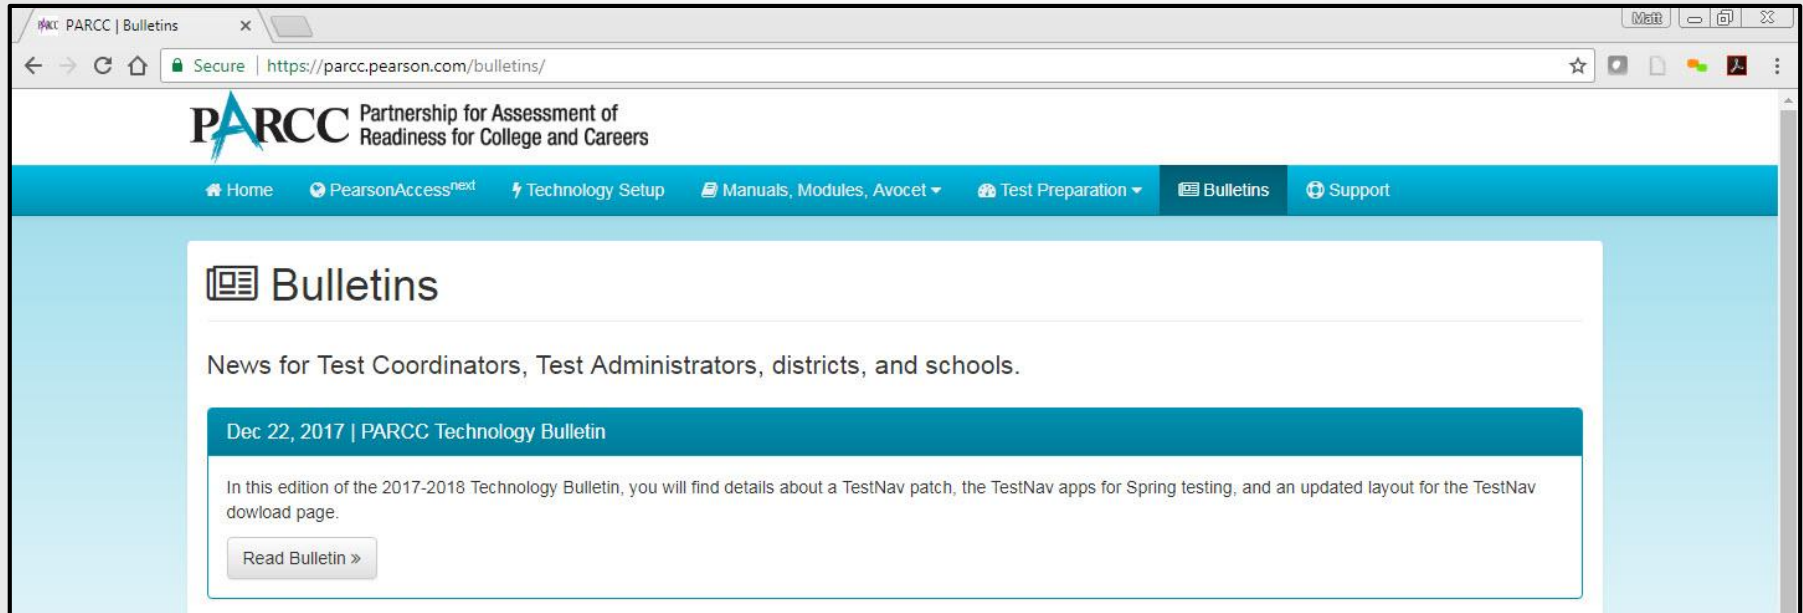 PARCC | Bulletins
Matt
Secure | https://parcc.pearson.com/bulletins/
PARCC Partnership for Assessment of
Readiness for College and Careers
Home PearsonAccessnext Technology Setup Manuals, Modules, Avocet Test Preparation Bulletins Support
Bulletins
News for Test Coordinators, Test Administrators, districts, and schools.
Dec 22, 2017 | PARCC Technology Bulletin
In this edition of the 2017-2018 Technology Bulletin, you will find details about a TestNav patch, the TestNav apps for Spring testing, and an updated layout for the TestNav
dowload page.
Read Bulletin »